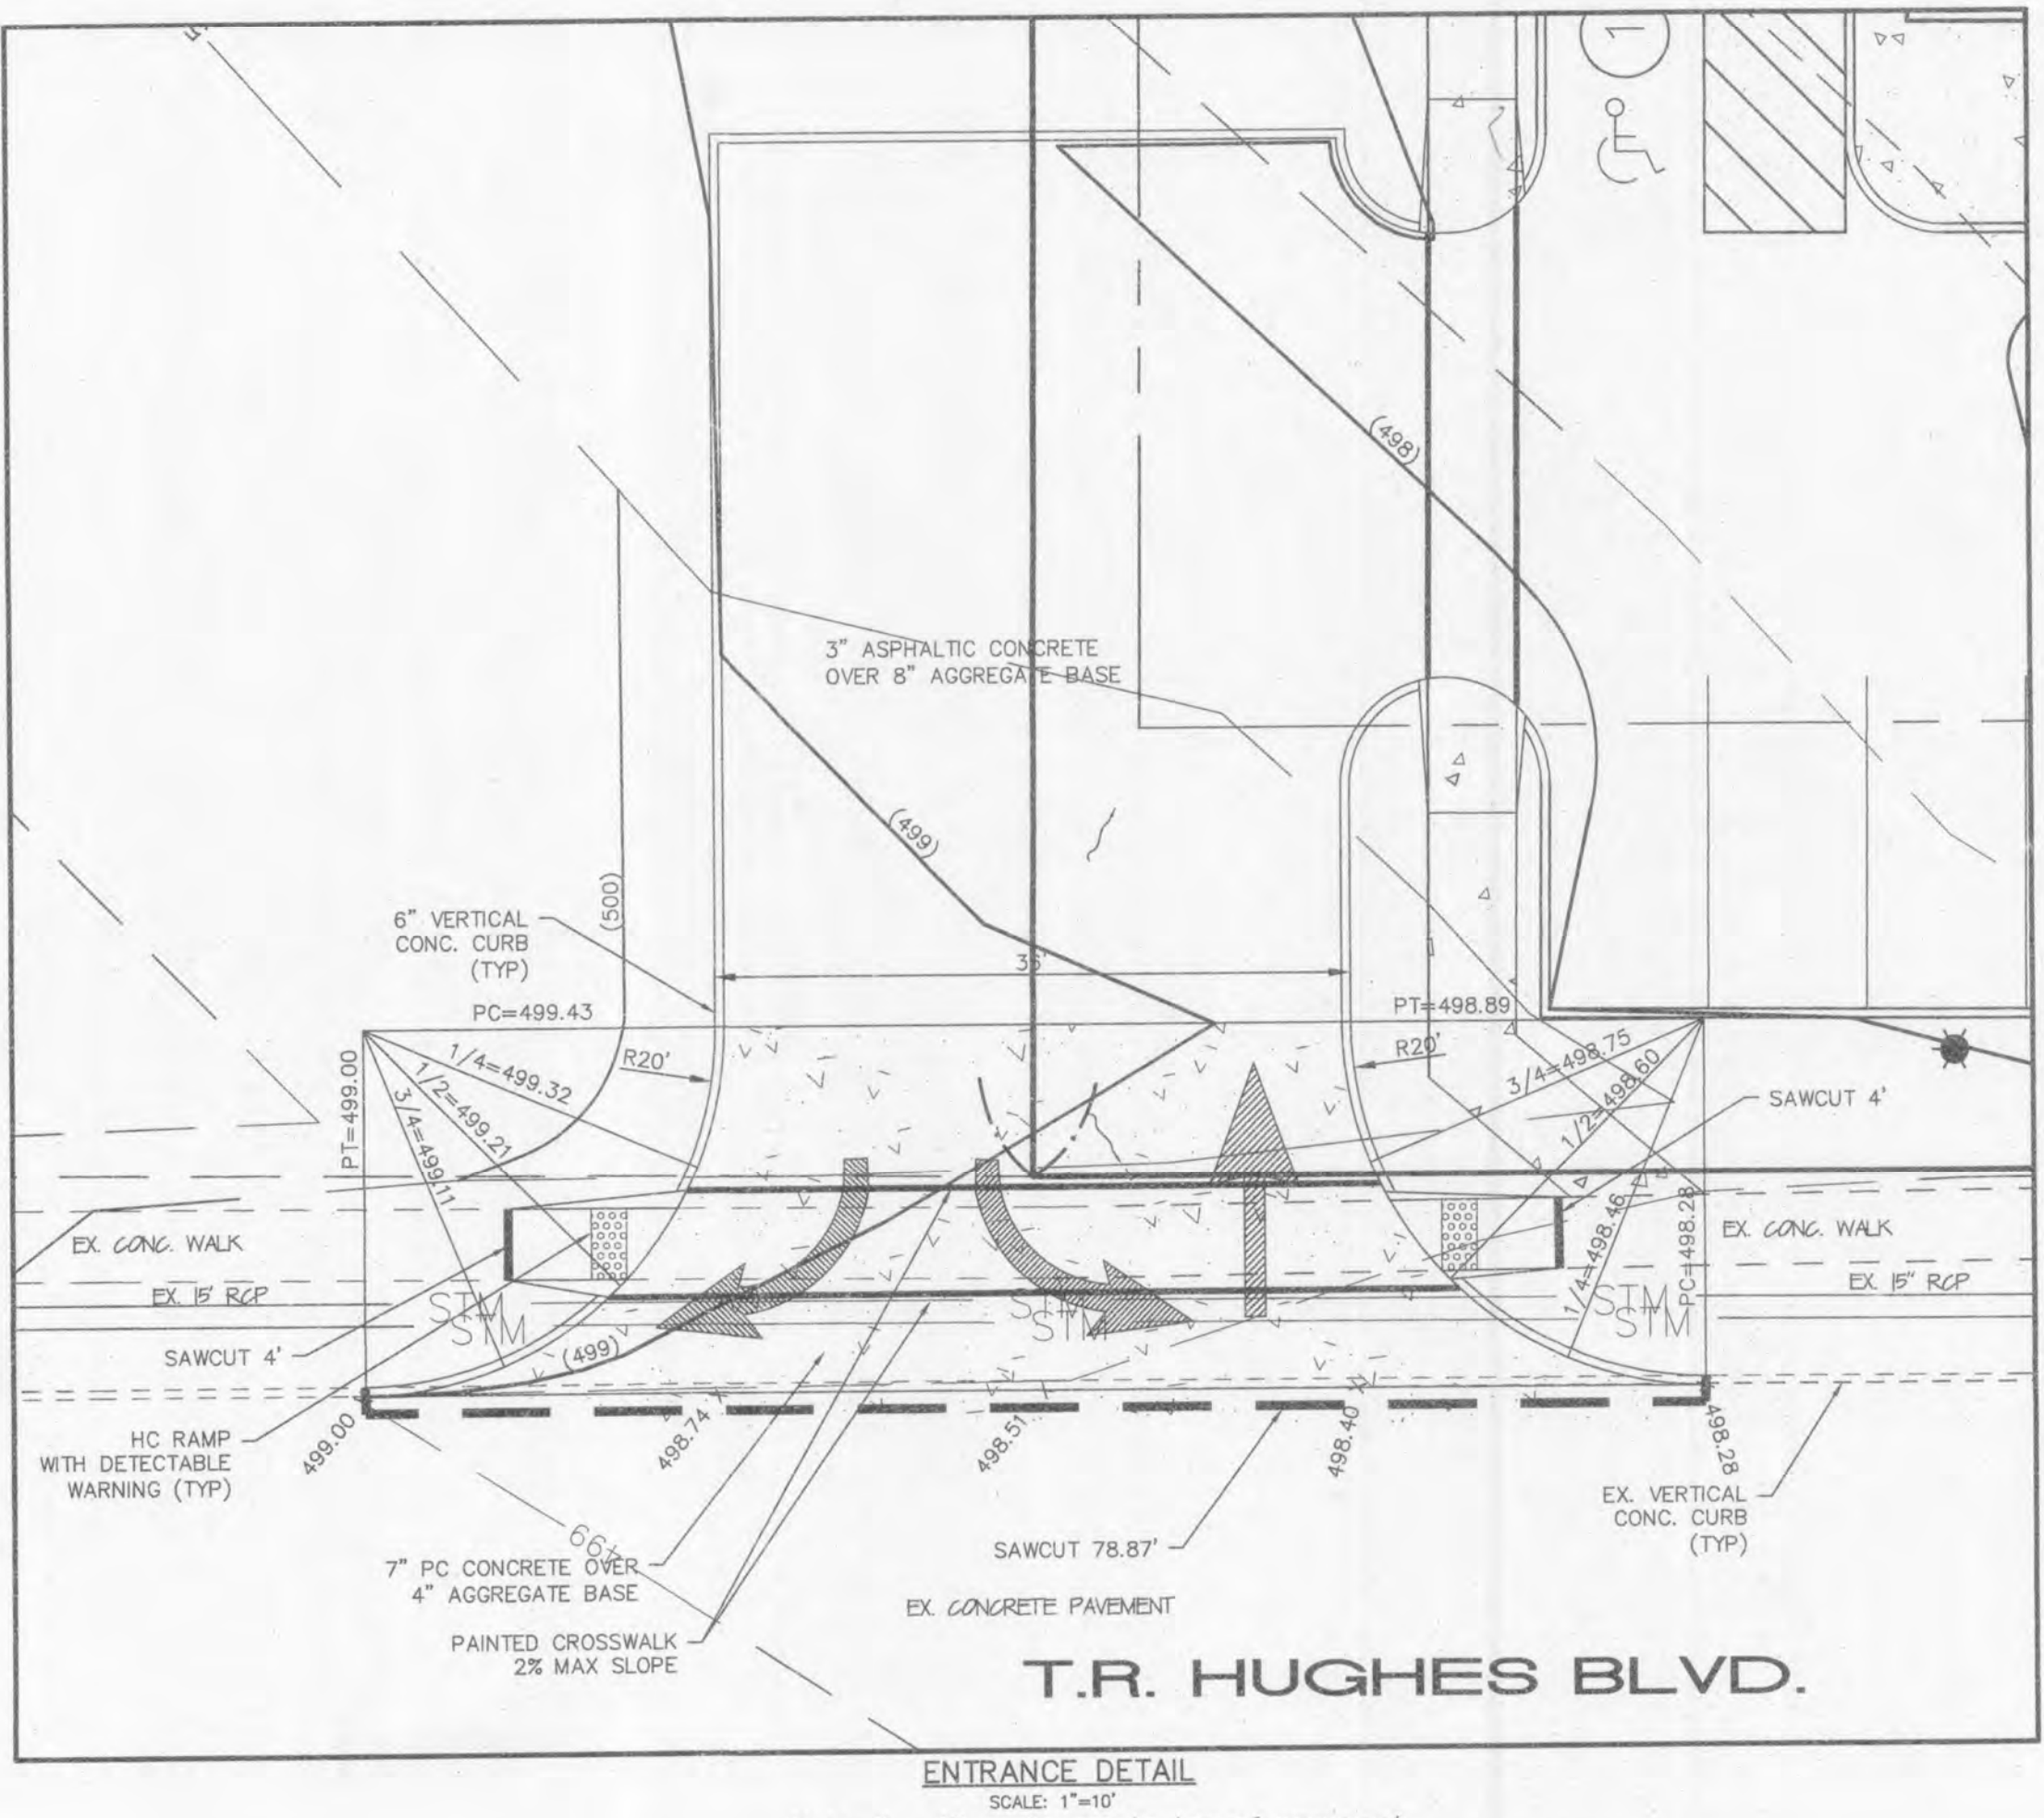 1
(498)
3" ASPHALTIC CONCRETE
OVER 8" AGGREGATE BASE
(499)
(500)
6" VERTICAL
CONC. CURB
(TYP)
PC=499.43
PT=498.89
PT=499.00
1/4=499.32
1/2=499.21
3/4=499.11
R20'
R20'
3/4=498.75
1/2=498.60
1/4=498.46
PC=498.28
SAWCUT 4'
EX. CONC. WALK
EX. CONC. WALK
EX. 15' RCP
EX. 15" RCP
STM
STM
STM
STM
STM
STM
SAWCUT 4'
(499)
499.00
498.74
498.51
498.40
498.28
HC RAMP
WITH DETECTABLE
WARNING (TYP)
499
EX. VERTICAL
CONC. CURB
(TYP)
7" PC CONCRETE OVER
4" AGGREGATE BASE
SAWCUT 78.87'
EX. CONCRETE PAVEMENT
PAINTED CROSSWALK
2% MAX SLOPE
T.R. HUGHES BLVD.
ENTRANCE DETAIL
SCALE: 1"=10'